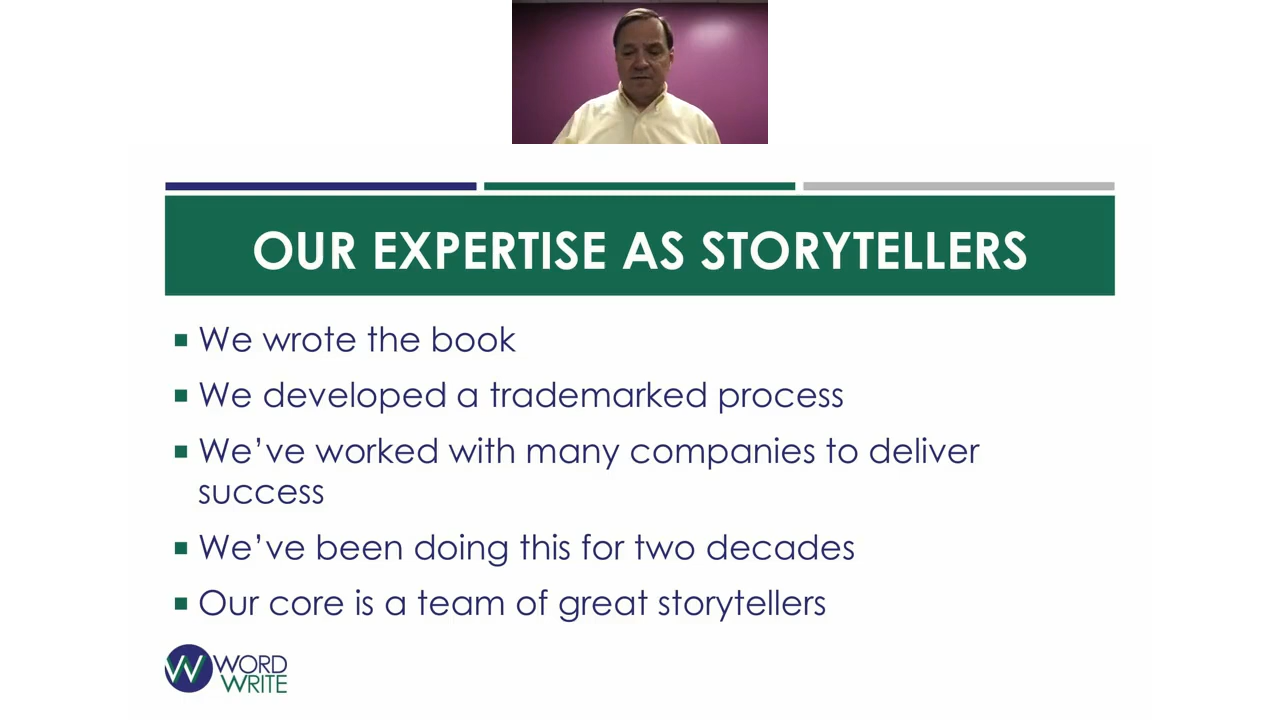 OUR EXPERTISE AS STORYTELLERS
We wrote the book
We developed a trademarked process
We’ve worked with many companies to deliver
success
We’ve been doing this for two decades
Our core is a team of great storytellers
W WORD
WRITE